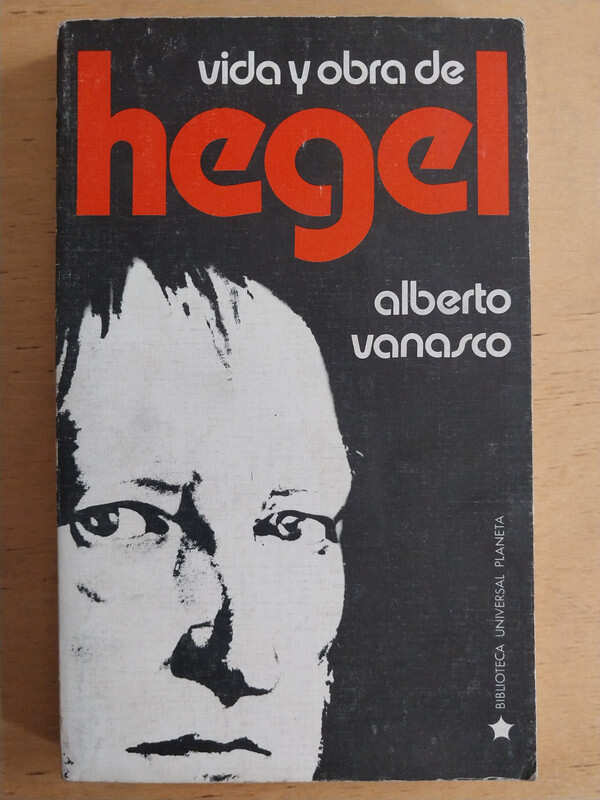 vida y obra de
hegel
alberto
vanasco
BIBLIOTECA UNIVERSAL PLANETA